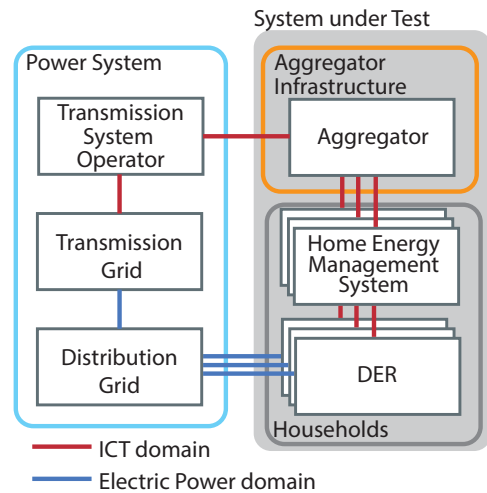 System under Test
Power System
Transmission
System
Operator
Transmission
Grid
Distribution
Grid
Aggregator
Infrastructure
Aggregator
Home Energy
Management
System
DER
Households
ICT domain
Electric Power domain